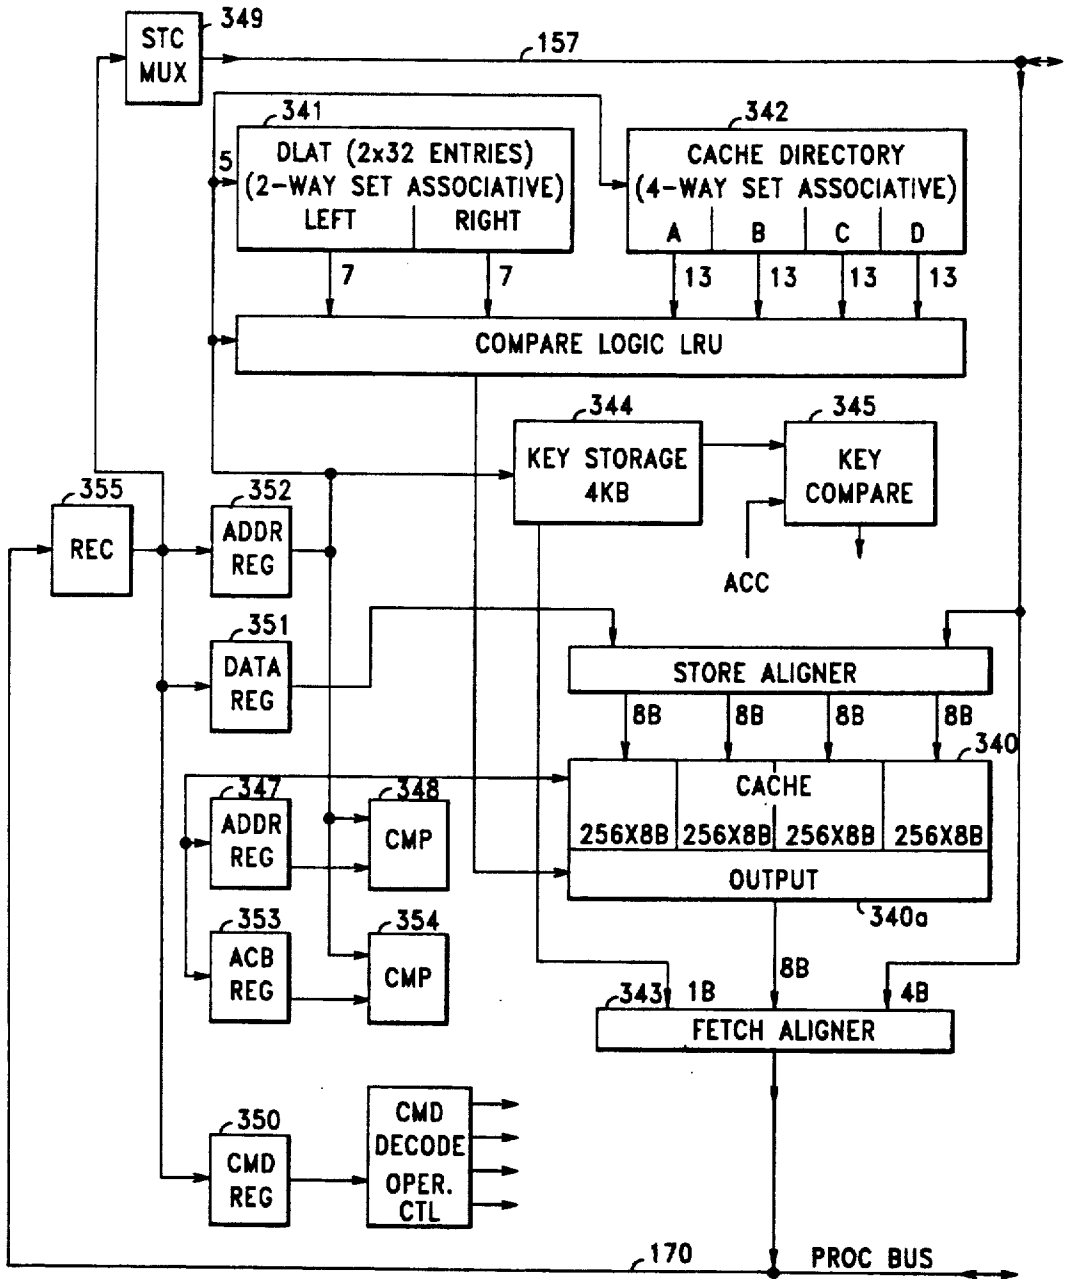 349
STC
MUX
157
341
342
DLAT (2x32 ENTRIES)
(2-WAY SET ASSOCIATIVE)
LEFT
RIGHT
5
CACHE DIRECTORY
(4-WAY SET ASSOCIATIVE)
A
B
C
D
7
7
13
13
13
13
COMPARE LOGIC LRU
344
345
KEY STORAGE
4KB
KEY
COMPARE
ACC
355
REC
352
ADDR
REG
351
DATA
REG
STORE ALIGNER
8B
8B
8B
8B
340
CACHE
256X8B
256X8B
256X8B
256X8B
OUTPUT
340a
347
ADDR
REG
348
CMP
353
ACB
REG
354
CMP
343
1B
8B
4B
FETCH ALIGNER
350
CMD
REG
CMD
DECODE
OPER.
CTL
170
PROC BUS